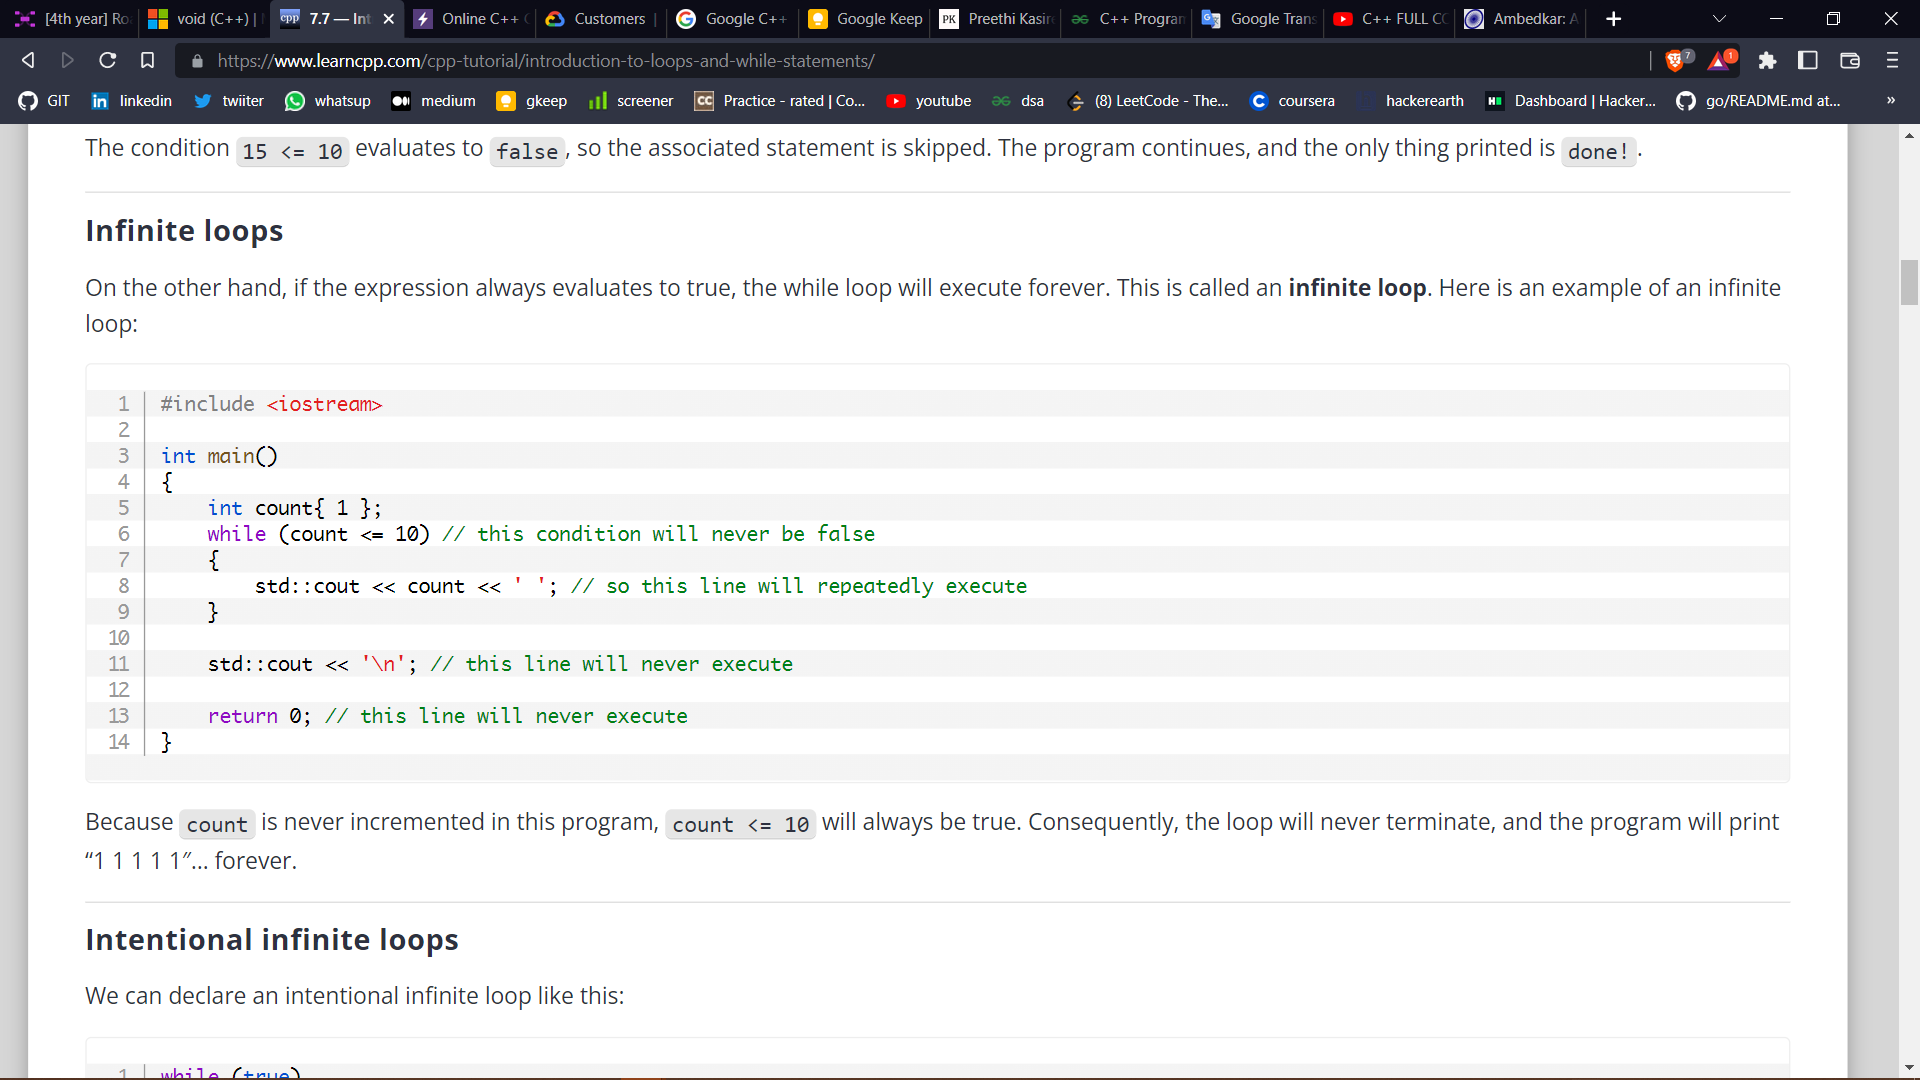 [4th year] Ro
void (C++) |
7.7 — Int
Online C++
Customers
Google C++
Google Keep
Preethi Kasir
C++ Program
Google Trans
C++ FULL CO
Ambedkar: A
https://www.learncpp.com/cpp-tutorial/introduction-to-loops-and-while-statements/
7
1
GIT
linkedin
twiiter
whatsup
medium
gkeep
screener
Practice - rated | Co...
youtube
dsa
(8) LeetCode - The...
coursera
hackerearth
Dashboard | Hacker...
go/README.md at...
»
The condition 15 <= 10 evaluates to false, so the associated statement is skipped. The program continues, and the only thing printed is done!.
Infinite loops
On the other hand, if the expression always evaluates to true, the while loop will execute forever. This is called an infinite loop. Here is an example of an infinite
loop:
1 #include <iostream>
2
3 int main()
4 {
5     int count{ 1 };
6     while (count <= 10) // this condition will never be false
7     {
8         std::cout << count << ' '; // so this line will repeatedly execute
9     }
10
11     std::cout << '\n'; // this line will never execute
12
13     return 0; // this line will never execute
14 }
Because count is never incremented in this program, count <= 10 will always be true. Consequently, the loop will never terminate, and the program will print
“1 1 1 1 1″… forever.
Intentional infinite loops
We can declare an intentional infinite loop like this:
1 while (true)